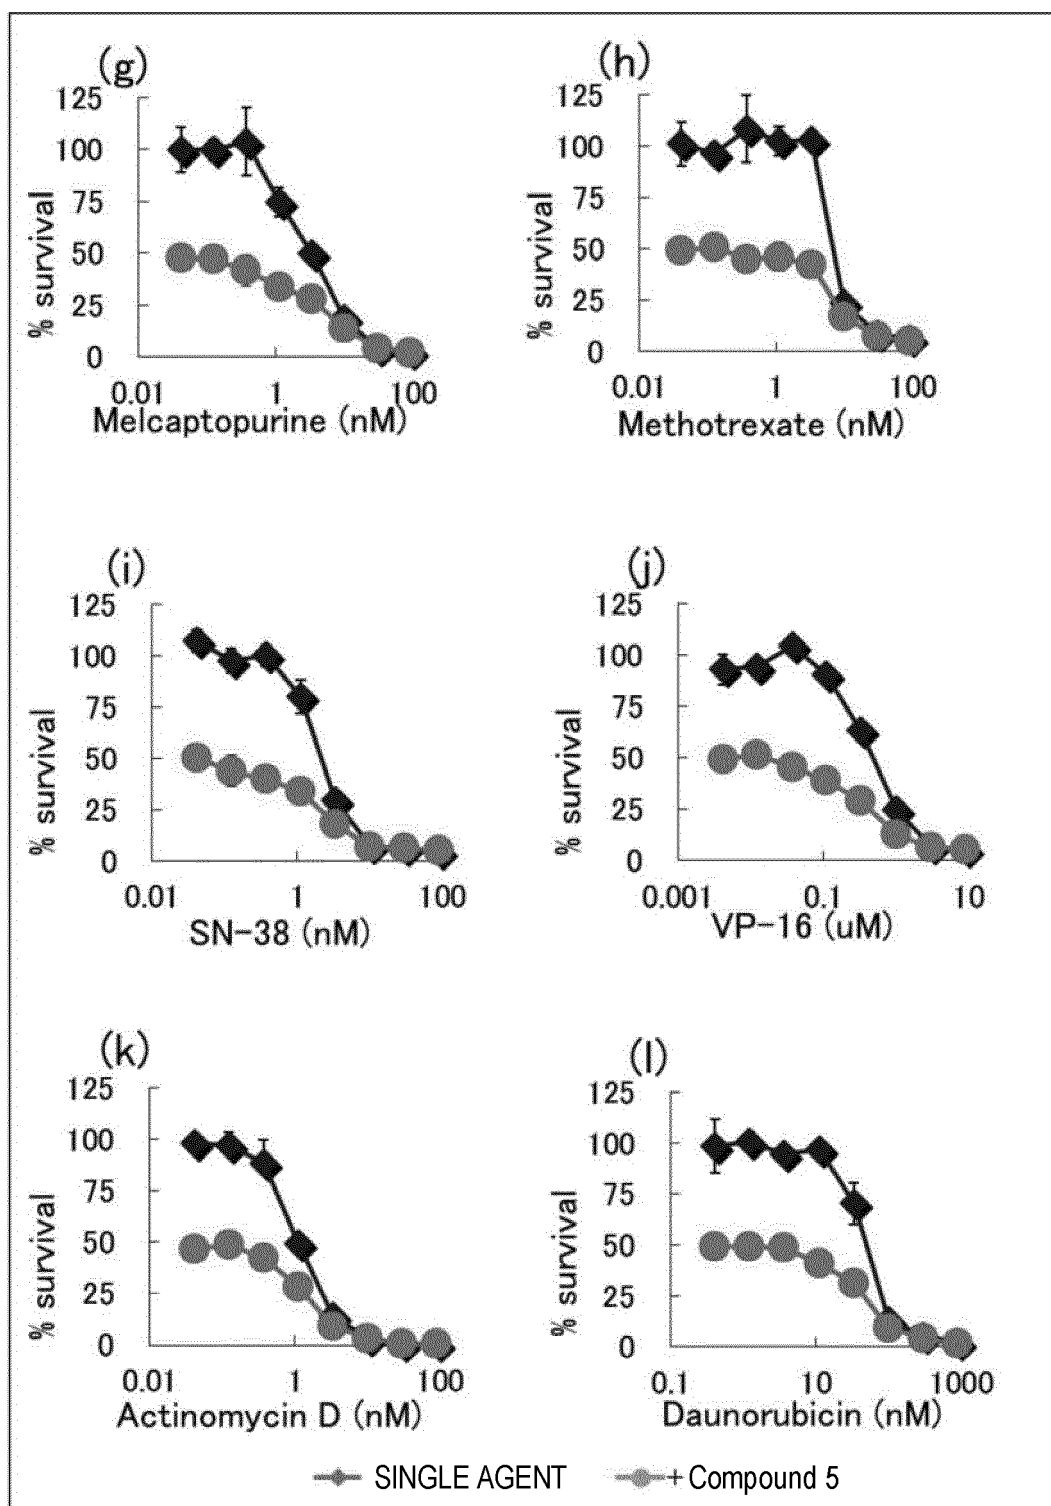 (g)
125
100
75
50
25
0
% survival
0.01 1 100
Melcaptopurine (nM)
(h)
125
100
75
50
25
0
% survival
0.01 1 100
Methotrexate (nM)
(i)
125
100
75
50
25
0
% survival
0.01 1 100
SN-38 (nM)
(j)
125
100
75
50
25
0
% survival
0.001 0.1 10
VP-16 (uM)
(k)
125
100
75
50
25
0
% survival
0.01 1 100
Actinomycin D (nM)
(l)
125
100
75
50
25
0
% survival
0.1 10 1000
Daunorubicin (nM)
SINGLE AGENT + Compound 5